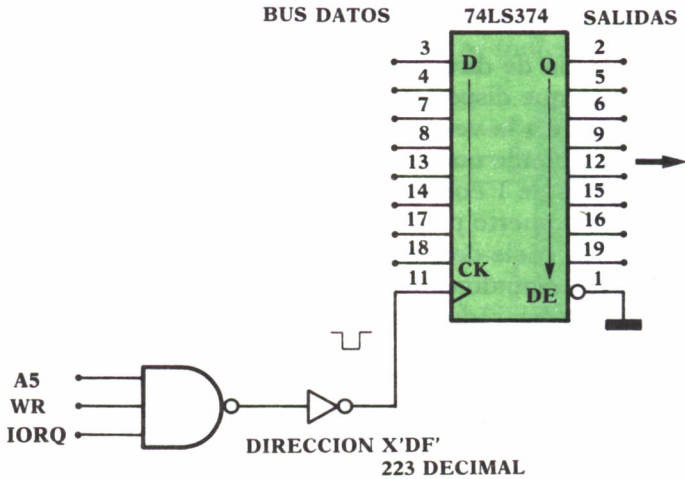 BUS DATOS
74LS374
SALIDAS
3 D Q 2
4 5
7 6
8 9
13 12
14 15
17 16
18 19
11 CK DE 1
A5
WR
IORQ
DIRECCION X'DF'
223 DECIMAL